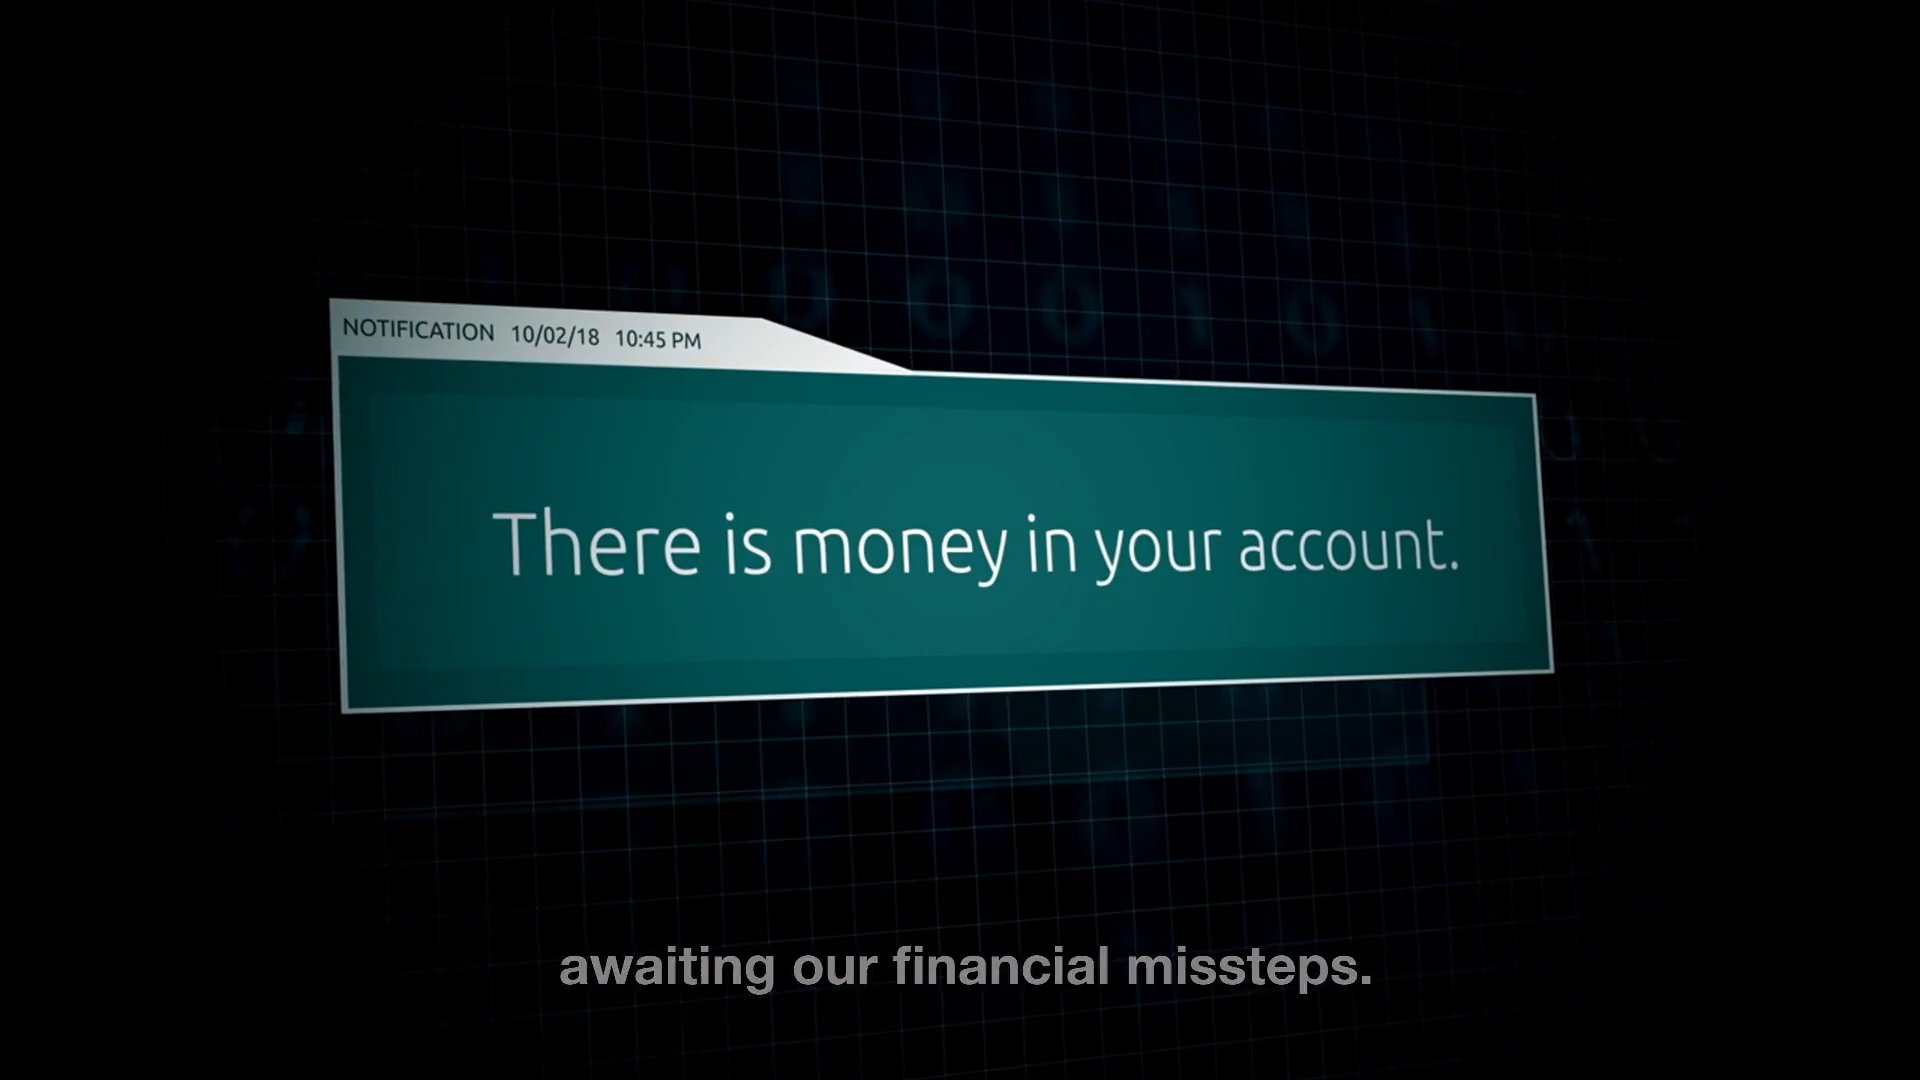 NOTIFICATION 10/02/18 10:45 PM
There is money in your account.
awaiting our financial missteps.